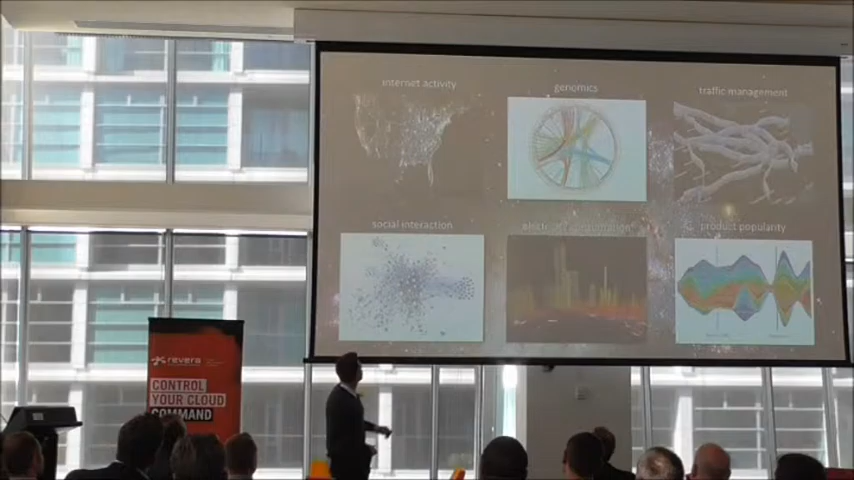 internet activity
genomics
traffic management
social interaction
product popularity
revera
CONTROL
YOUR CLOUD
COMMAND